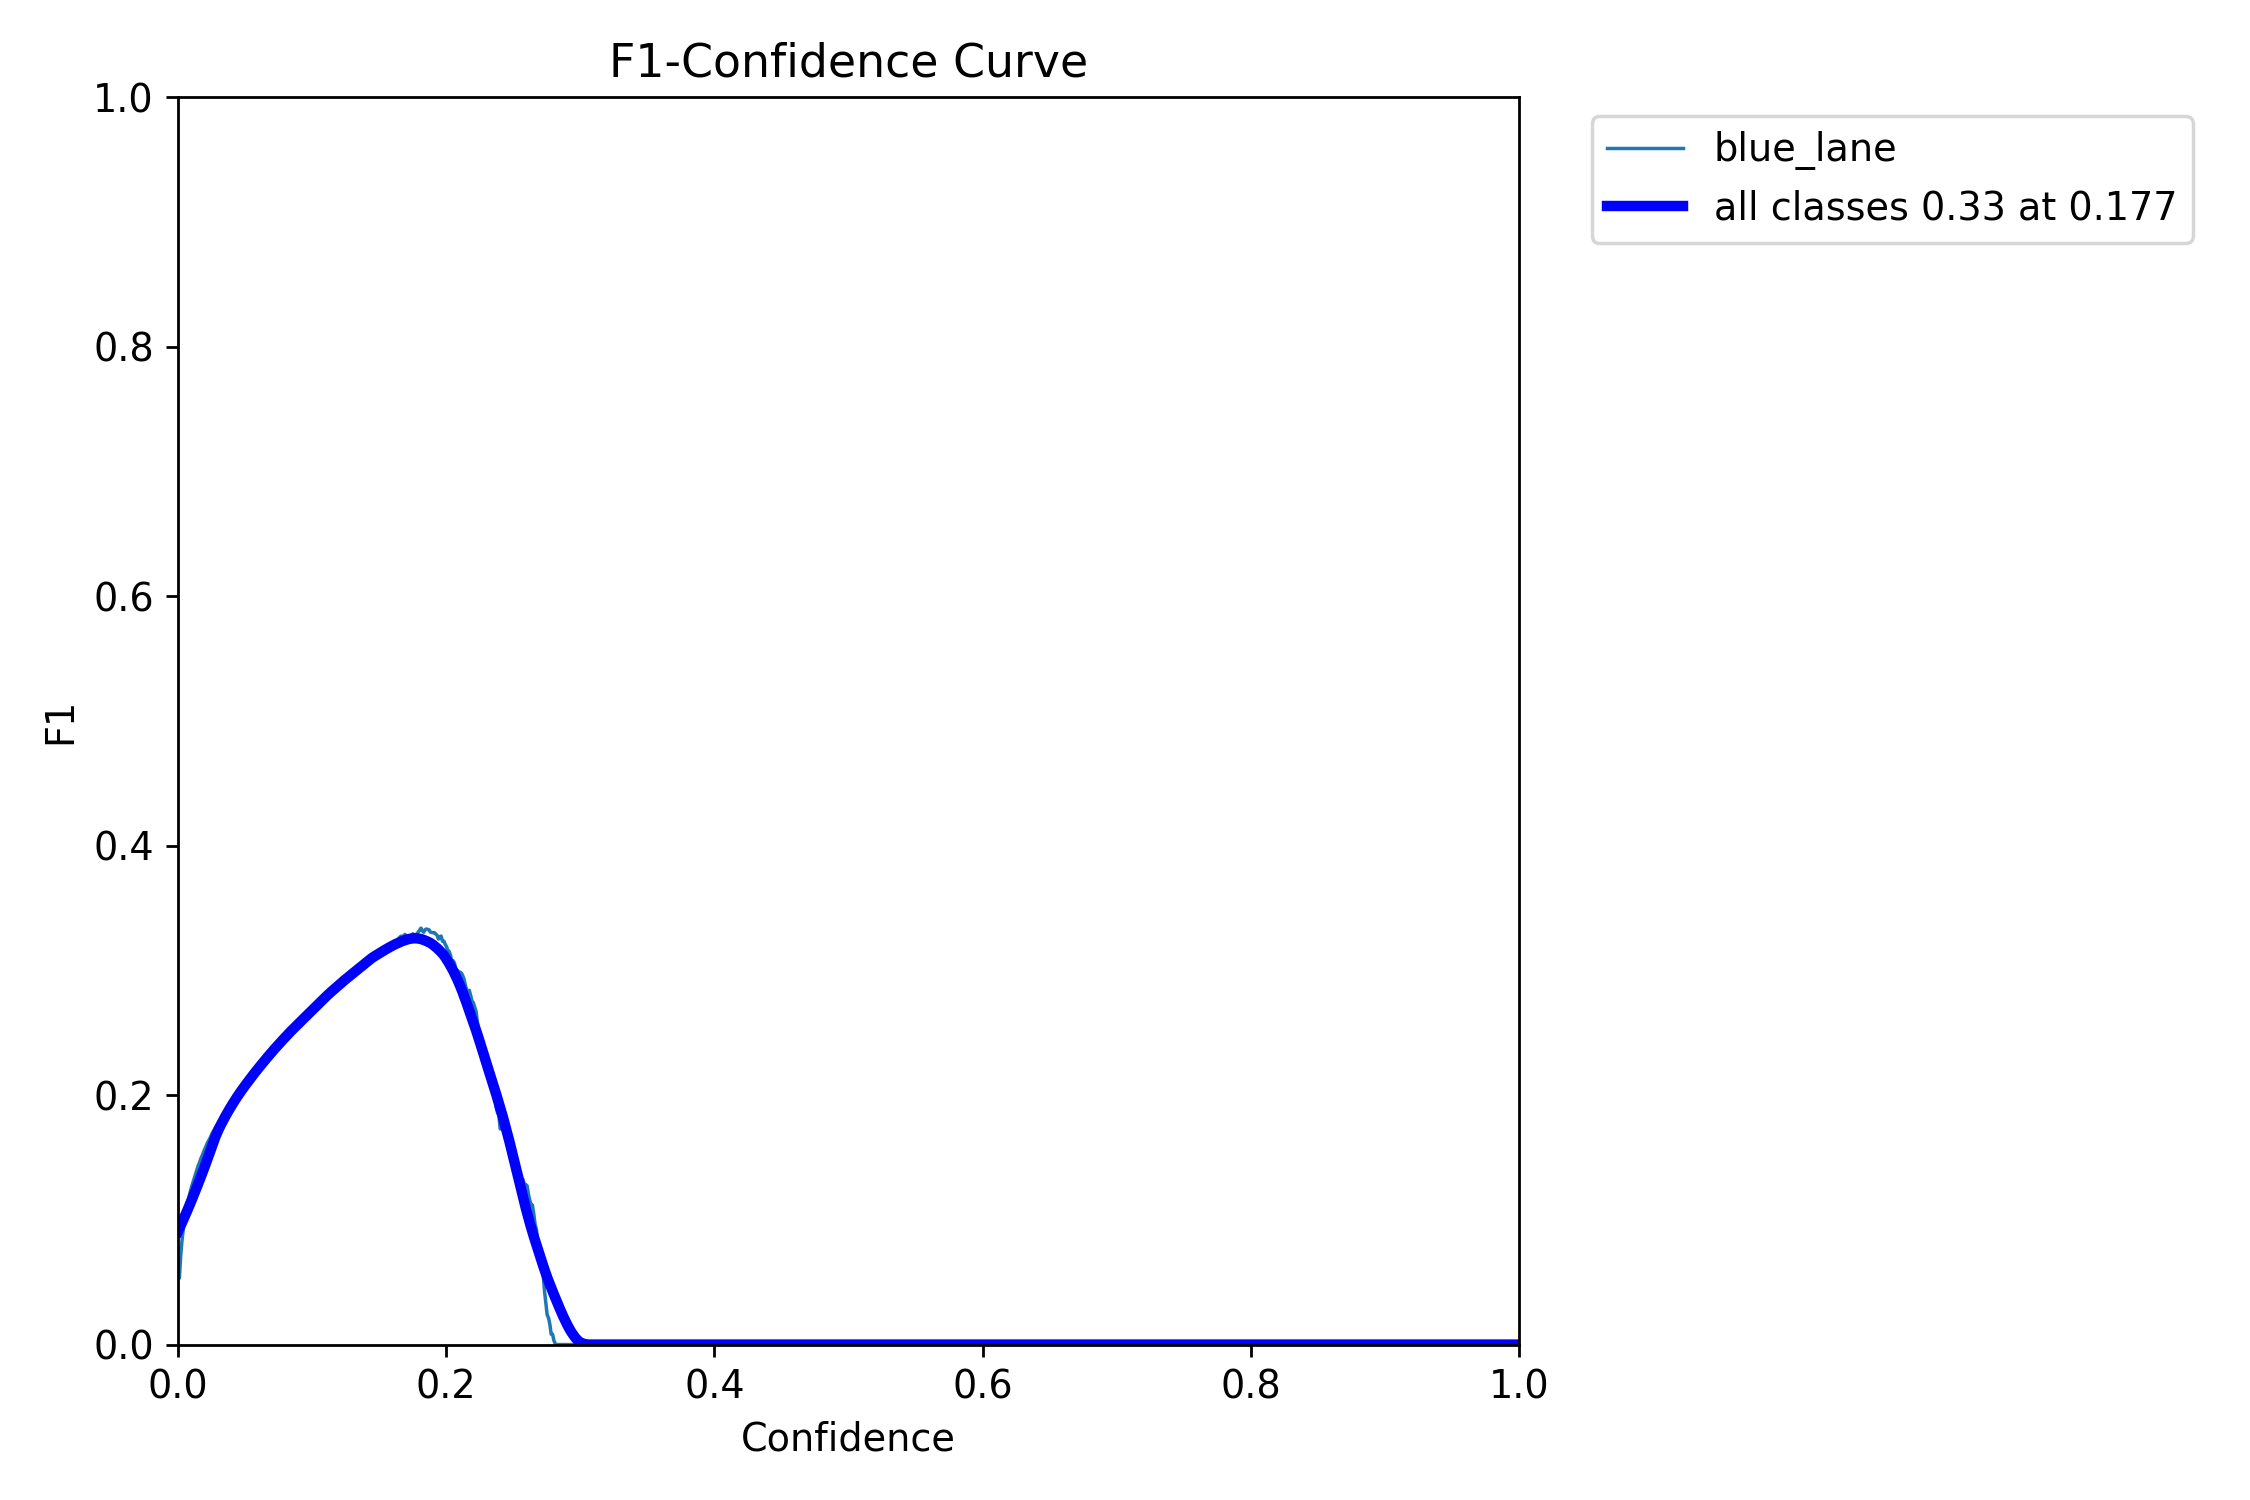 F1-Confidence Curve
1.0
0.8
0.6
0.4
0.2
0.0
F1
0.0 0.2 0.4 0.6 0.8 1.0
Confidence
blue_lane
all classes 0.33 at 0.177